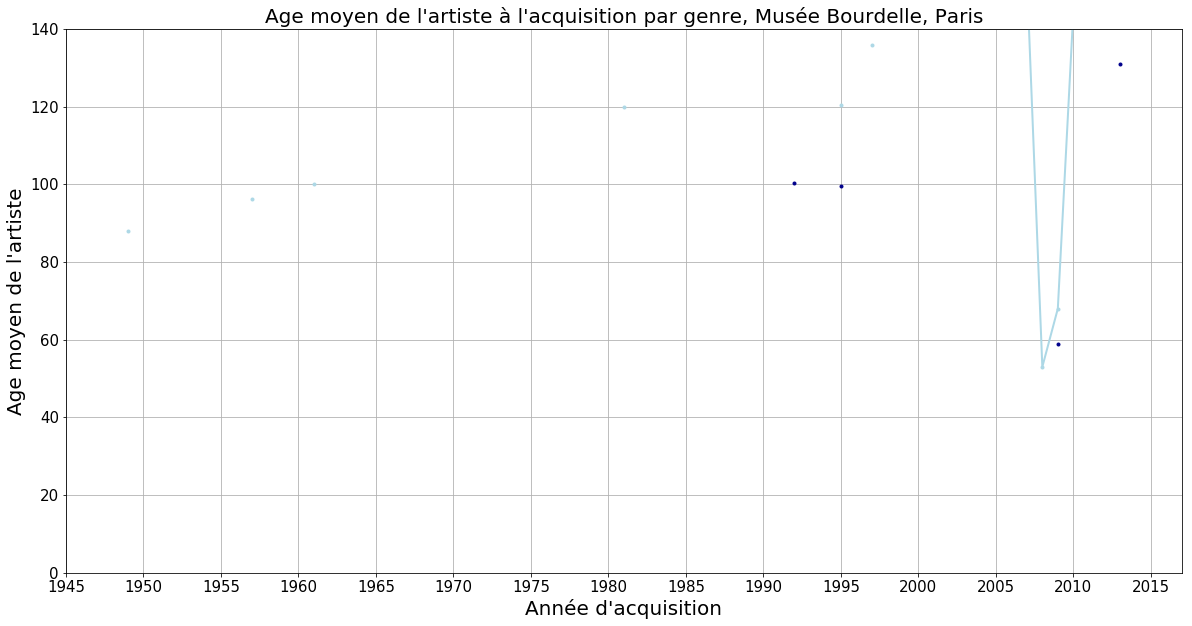 Age moyen de l'artiste à l'acquisition par genre, Musée Bourdelle, Paris
Age moyen de l'artiste
140
120
100
80
60
40
20
0
1945 1950 1955 1960 1965 1970 1975 1980 1985 1990 1995 2000 2005 2010 2015
Année d'acquisition